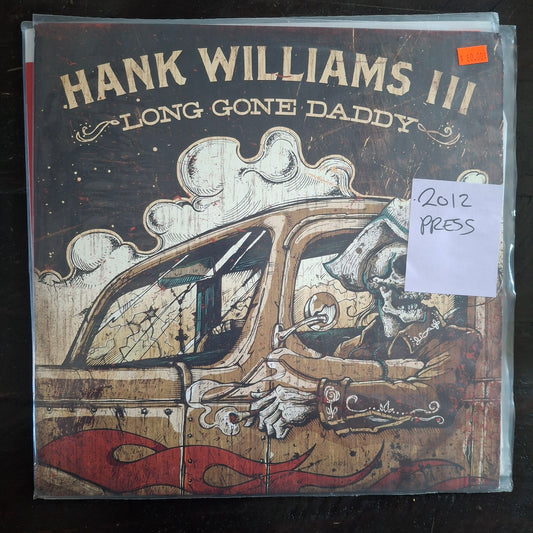 HANK WILLIAMS III
LONG GONE DADDY
2012
PRESS